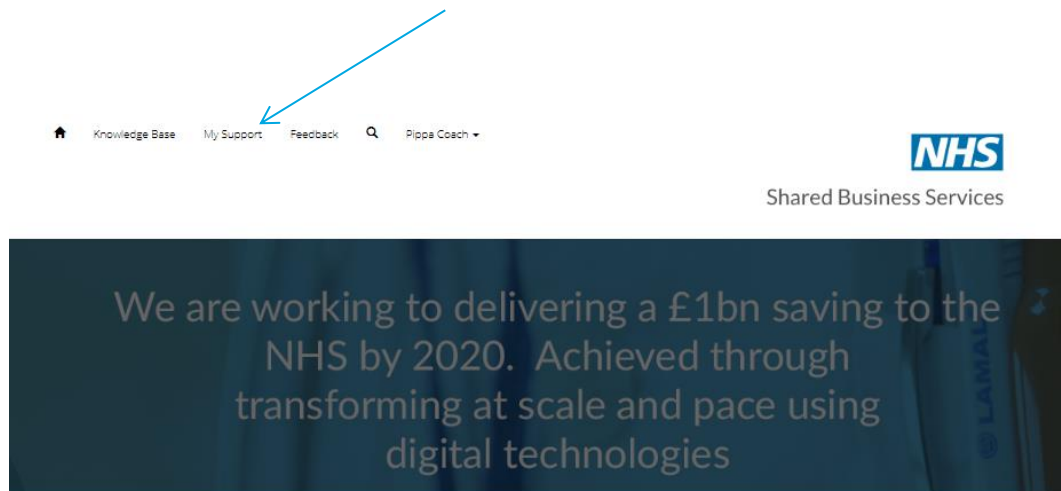 Knowledge Base My Support Feedback Pippa Coach
NHS
Shared Business Services
We are working to delivering a £1bn saving to the
NHS by 2020. Achieved through
transforming at scale and pace using
digital technologies
@ LAMAL